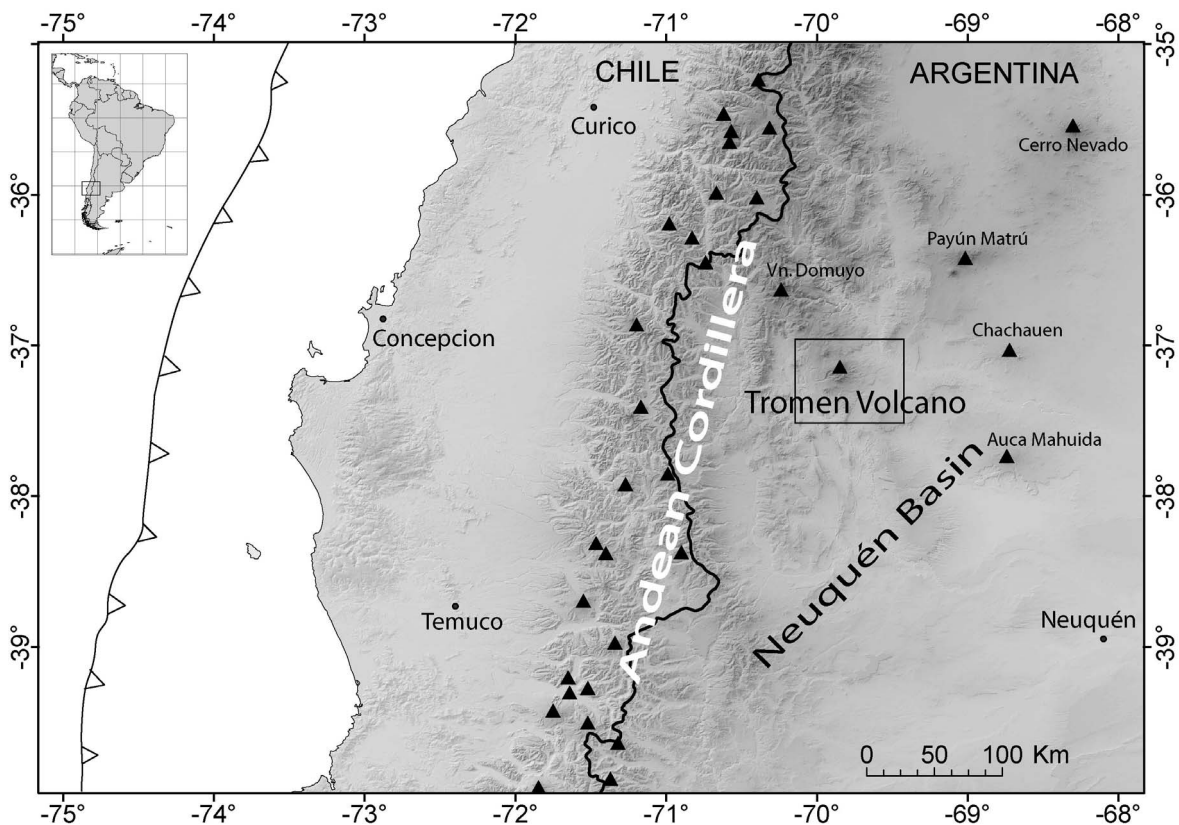 -75 -74 -73 -72 -71 -70 -69 -68
-35
CHILE ARGENTINA
Curico
Cerro Nevado
-36 -36
Payún Matrú
Vn. Domuyo
Concepcion
Chachauen
-37 -37
Tromen Volcano
Andean Cordillera
Auca Mahuida
Neuquén Basin
-38 -38
Temuco
Neuquén
-39 -39
0 50 100 Km
-75 -74 -73 -72 -71 -70 -69 -68